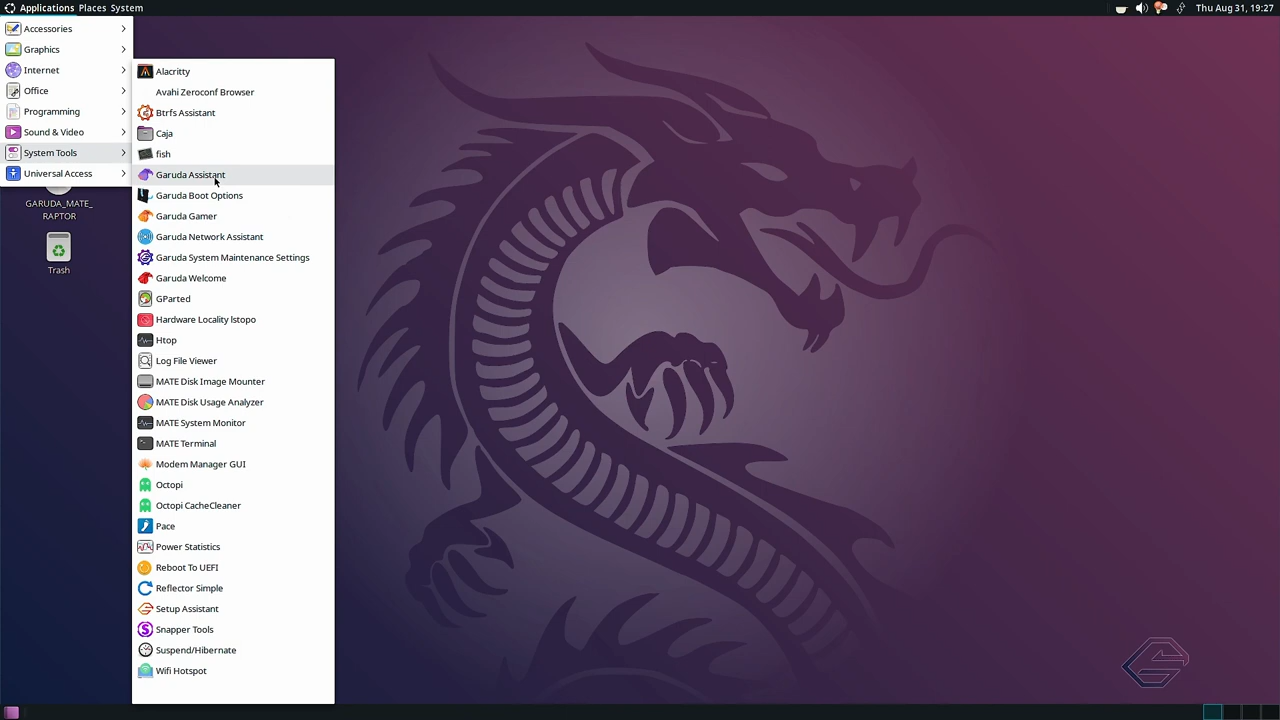 Applications Places System
Thu Aug 31, 19:27
Accessories
Graphics
Internet
Office
Programming
Sound & Video
System Tools
Universal Access
GARUDA_MATE_
RAPTOR
Trash
Alacritty
Avahi Zeroconf Browser
Btrfs Assistant
Caja
fish
Garuda Assistant
Garuda Boot Options
Garuda Gamer
Garuda Network Assistant
Garuda System Maintenance Settings
Garuda Welcome
GParted
Hardware Locality lstopo
Htop
Log File Viewer
MATE Disk Image Mounter
MATE Disk Usage Analyzer
MATE System Monitor
MATE Terminal
Modem Manager GUI
Octopi
Octopi CacheCleaner
Pace
Power Statistics
Reboot To UEFI
Reflector Simple
Setup Assistant
Snapper Tools
Suspend/Hibernate
Wifi Hotspot